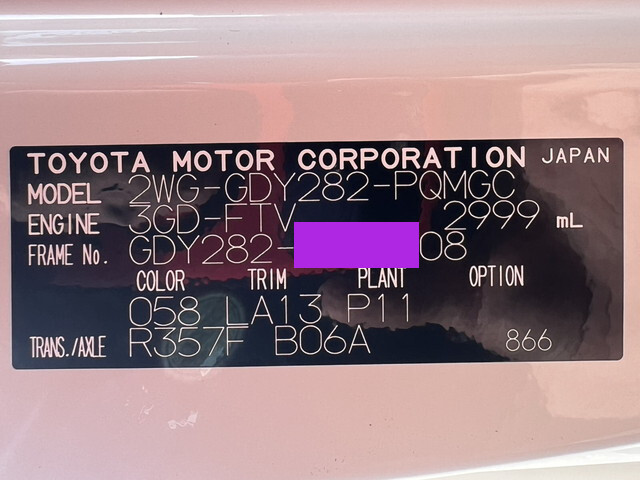 TOYOTA MOTOR CORPORATION JAPAN
MODEL 2WG-GDY282-PQMGC
ENGINE 3GD-FTV 2999 mL
FRAME No. GDY282- 08
COLOR TRIM PLANT OPTION
058 LA13 P11
TRANS./AXLE R357F B06A 866